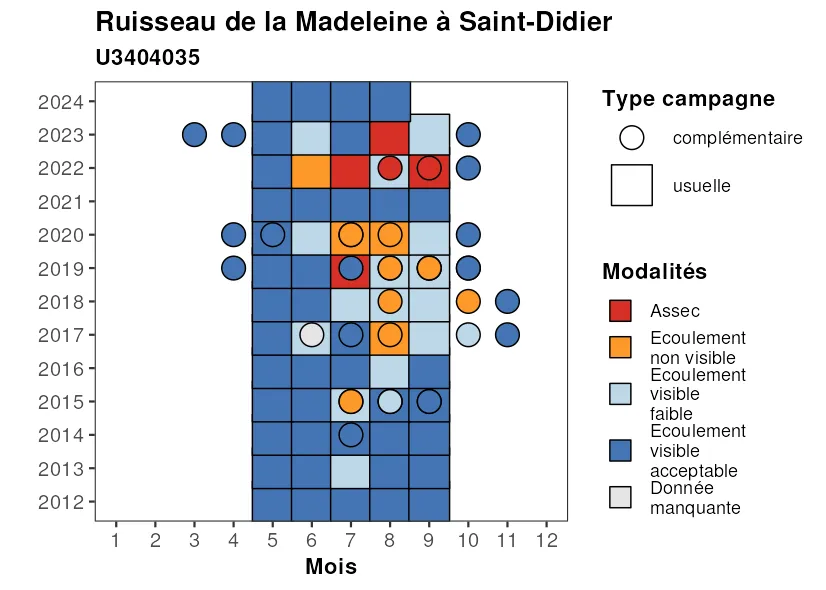 Ruisseau de la Madeleine à Saint-Didier
U3404035
2024
2023
2022
2021
2020
2019
2018
2017
2016
2015
2014
2013
2012
1 2 3 4 5 6 7 8 9 10 11 12
Mois
Type campagne
complémentaire
usuelle
Modalités
Assec
Ecoulement
non visible
Ecoulement
visible
faible
Ecoulement
visible
acceptable
Donnée
manquante